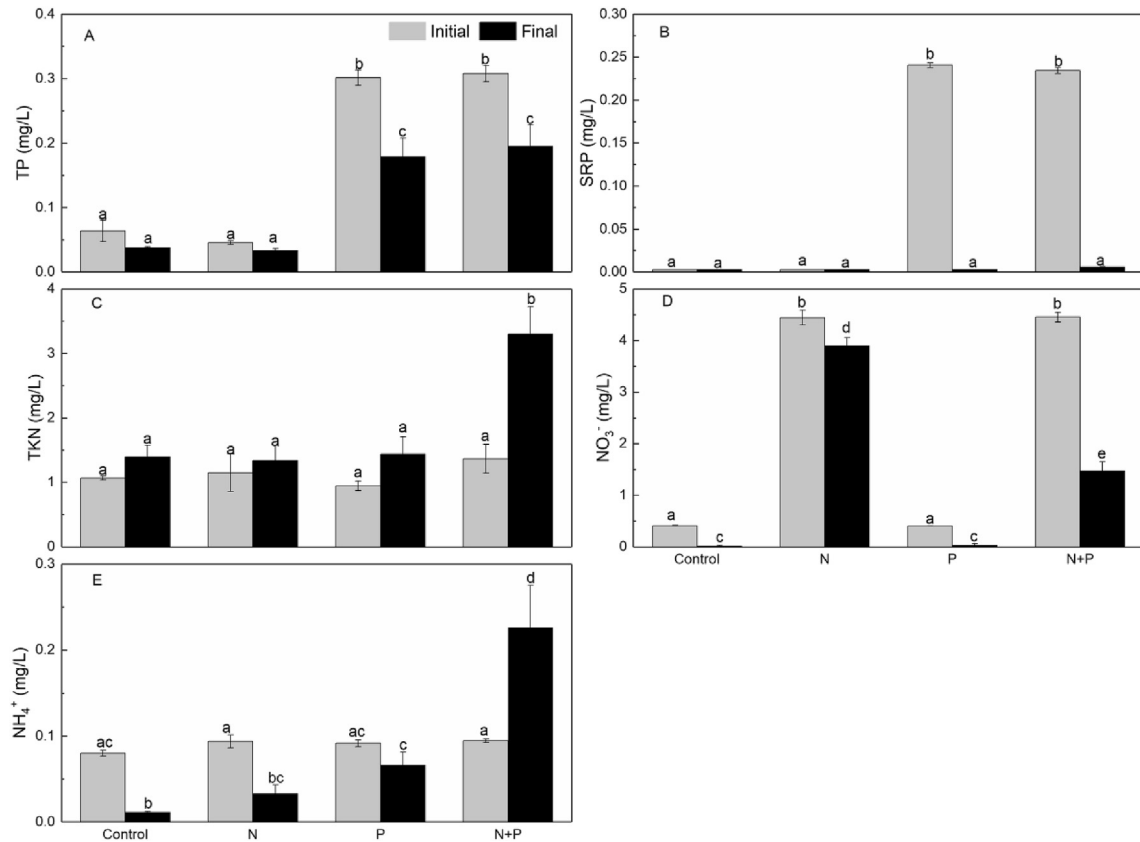 A
Initial Final
TP (mg/L)
0.4
0.3
0.2
0.1
0.0
a a a a b c b c
B
SRP (mg/L)
0.25
0.20
0.15
0.10
0.05
0.00
a a a a b a b a
C
TKN (mg/L)
4
3
2
1
0
a a a a a a a b
D
NO3- (mg/L)
5
4
3
2
1
0
a c b d a c b e
Control N P N+P
E
NH4+ (mg/L)
0.3
0.2
0.1
0.0
ac b a bc ac c a d
Control N P N+P